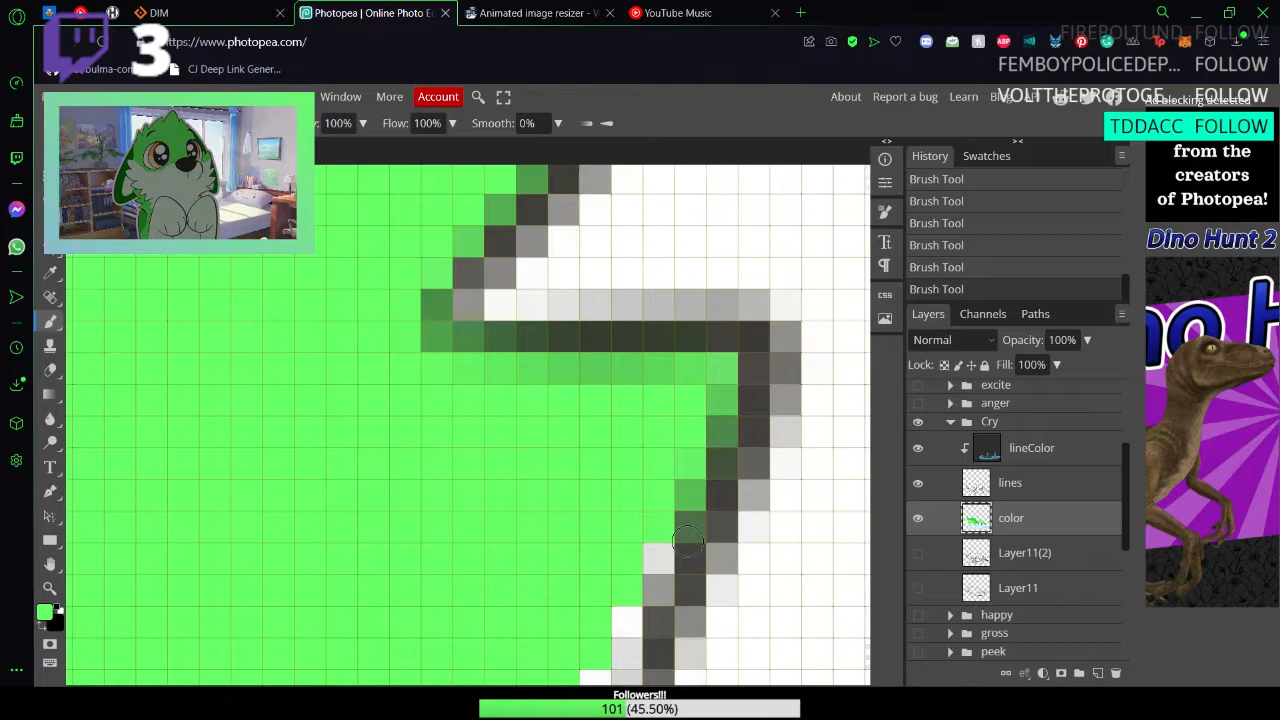 DIM
Photopea | Online Photo E
Animated image resizer - W
YouTube Music
3
https://www.photopea.com/
FIREBOLTUND FOLLOW
CJ Deep Link Gener...
FEMBOYPOLICEDEP... FOLLOW
VOLTTHEPROTOGE... FOLLOW
TDDACC FOLLOW
Window
More
Account
About
Report a bug
Learn
100%
Flow: 100%
Smooth: 0%
from the
creators
of Photopea!
Dino Hunt 2
History
Swatches
Brush Tool
Brush Tool
Brush Tool
Brush Tool
Brush Tool
Brush Tool
css
Layers
Channels
Paths
Normal
Opacity: 100%
Lock:
Fill: 100%
excite
anger
Cry
lineColor
lines
color
Layer11(2)
Layer11
happy
gross
peek
Followers!!!
101 (45.50%)